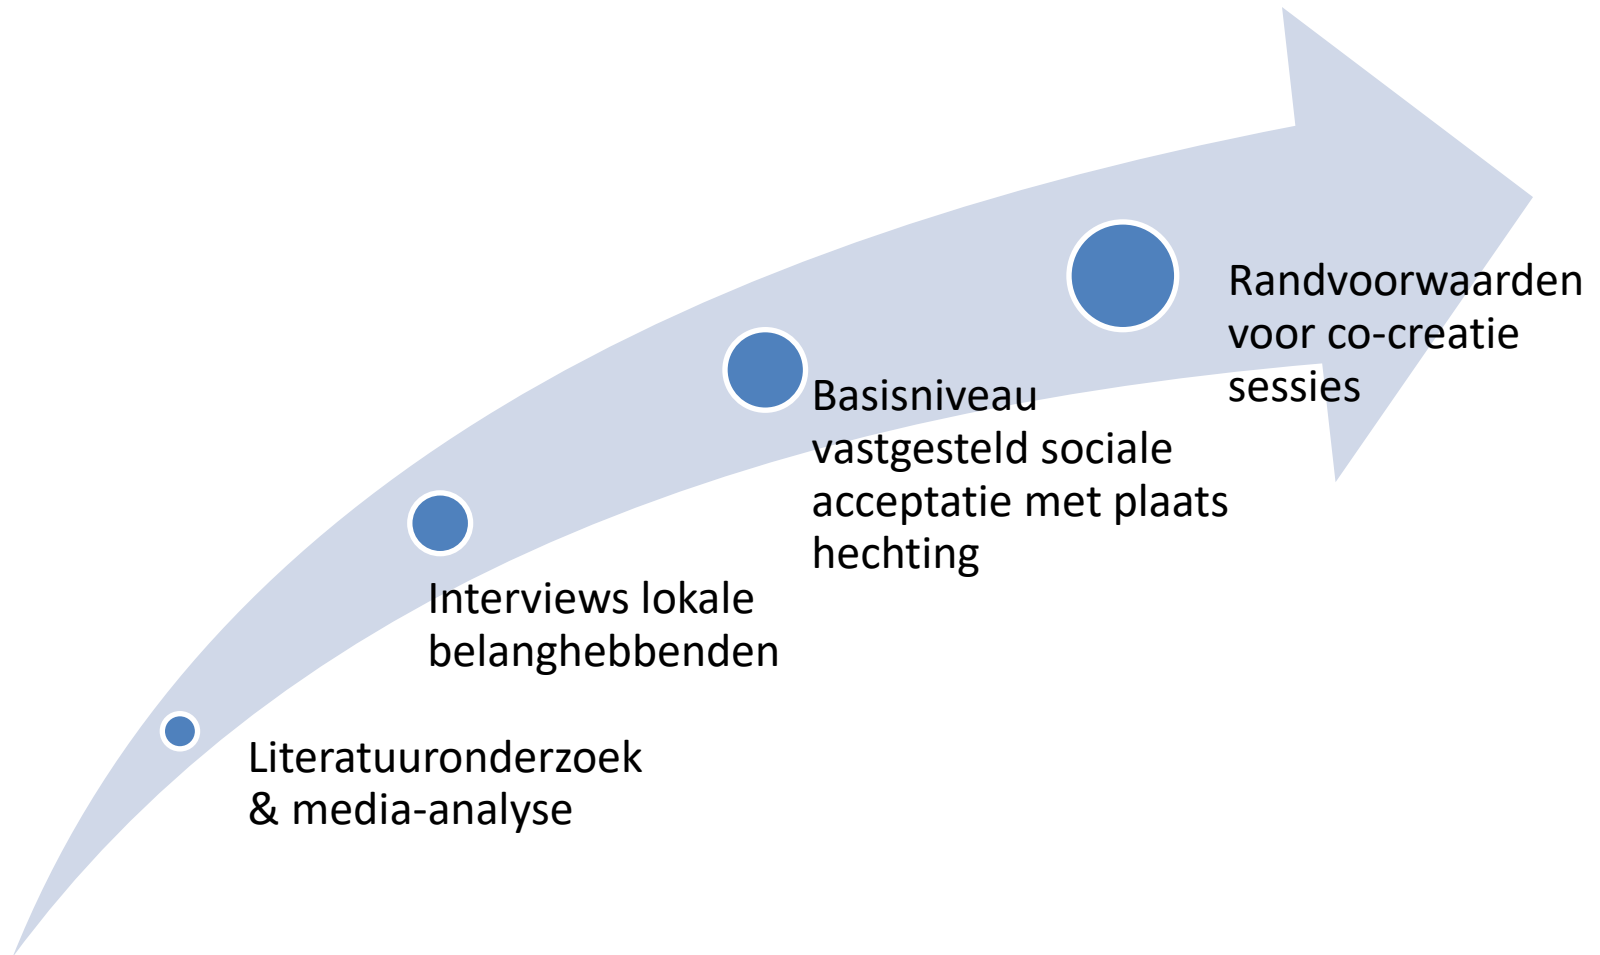 Randvoorwaarden
voor co-creatie
sessies
Basisniveau
vastgesteld sociale
acceptatie met plaats
hechting
Interviews lokale
belanghebbenden
Literatuuronderzoek
& media-analyse